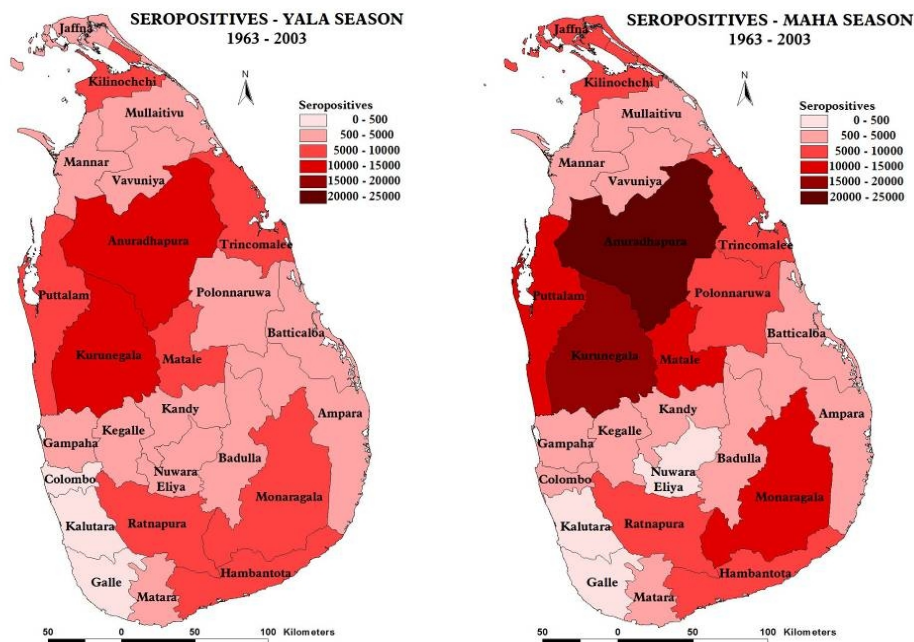 SEROPOSITIVES - YALA SEASON
1963 - 2003
Jaffna
Kilinochchi
Mullaitivu
Mannar
Vavuniya
Anuradhapura
Trincomalee
Puttalam
Polonnaruwa
Batticaloa
Kurunegala
Matale
Kandy
Ampara
Kegalle
Gampaha
Badulla
Nuwara
Eliya
Colombo
Monaragala
Ratnapura
Kalutara
Hambantota
Galle
Matara
N
Seropositives
0 - 500
500 - 5000
5000 - 10000
10000 - 15000
15000 - 20000
20000 - 25000
50 0 50 100 Kilometers
SEROPOSITIVES - MAHA SEASON
1963 - 2003
Jaffna
Kilinochchi
Mullaitivu
Mannar
Vavuniya
Anuradhapura
Trincomalee
Puttalam
Polonnaruwa
Batticaloa
Kurunegala
Matale
Kandy
Ampara
Kegalle
Gampaha
Badulla
Nuwara
Eliya
Colombo
Monaragala
Ratnapura
Kalutara
Hambantota
Galle
Matara
N
Seropositives
0 - 500
500 - 5000
5000 - 10000
10000 - 15000
15000 - 20000
20000 - 25000
50 0 50 100 Kilometers